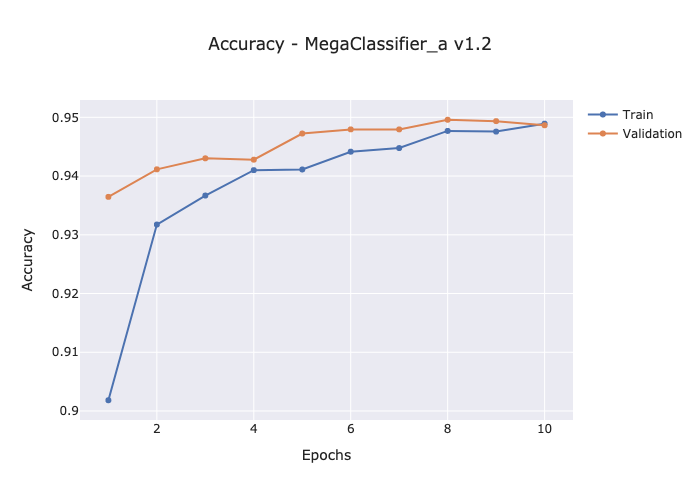 Accuracy - MegaClassifier_a v1.2
Train
Validation
0.95
0.94
0.93
0.92
0.91
0.9
Accuracy
2 4 6 8 10
Epochs